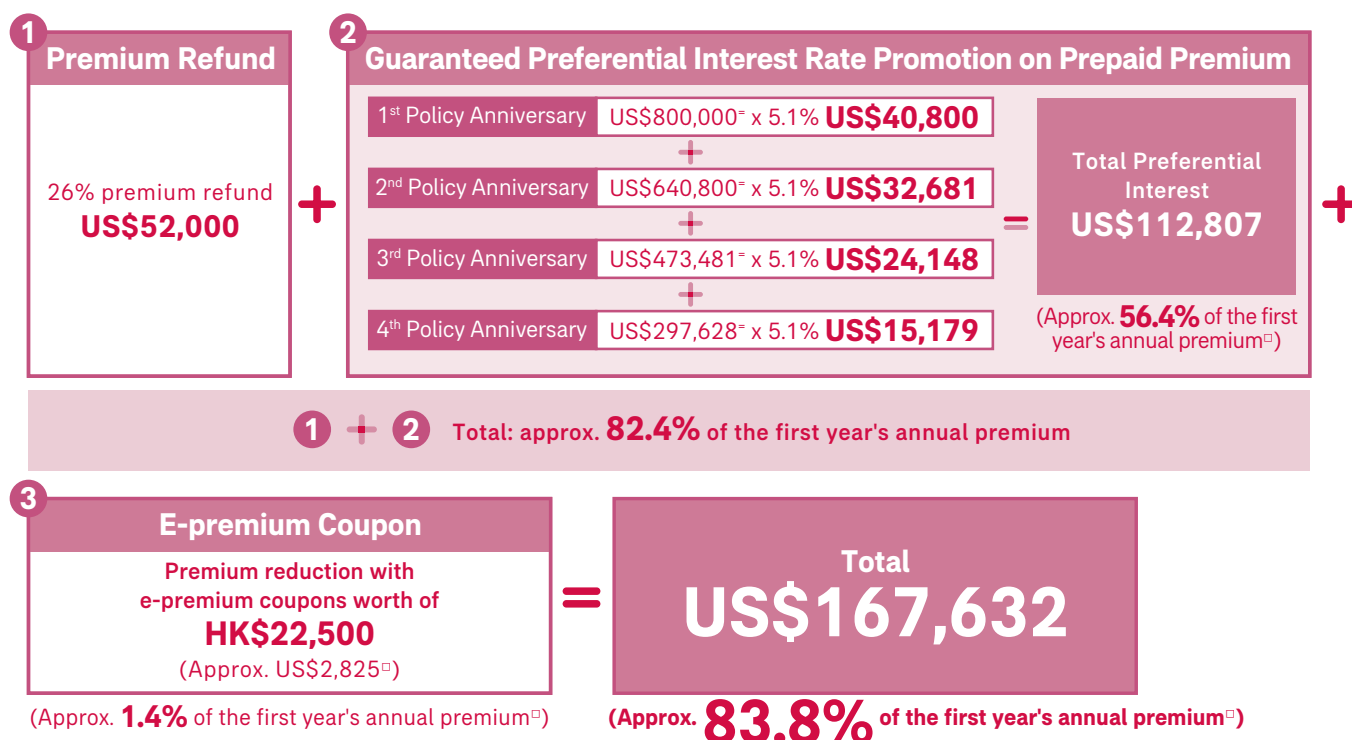 1
Premium Refund
26% premium refund
US$52,000
+
2
Guaranteed Preferential Interest Rate Promotion on Prepaid Premium
1st Policy Anniversary US$800,000= x 5.1% US$40,800
+
2nd Policy Anniversary US$640,800= x 5.1% US$32,681
+
3rd Policy Anniversary US$473,481= x 5.1% US$24,148
+
4th Policy Anniversary US$297,628= x 5.1% US$15,179
=
Total Preferential
Interest
US$112,807
(Approx. 56.4% of the first
year's annual premium□)
+
1 + 2 Total: approx. 82.4% of the first year's annual premium
3
E-premium Coupon
Premium reduction with
e-premium coupons worth of
HK$22,500
(Approx. US$2,825□)
(Approx. 1.4% of the first year's annual premium□)
=
Total
US$167,632
(Approx. 83.8% of the first year's annual premium□)